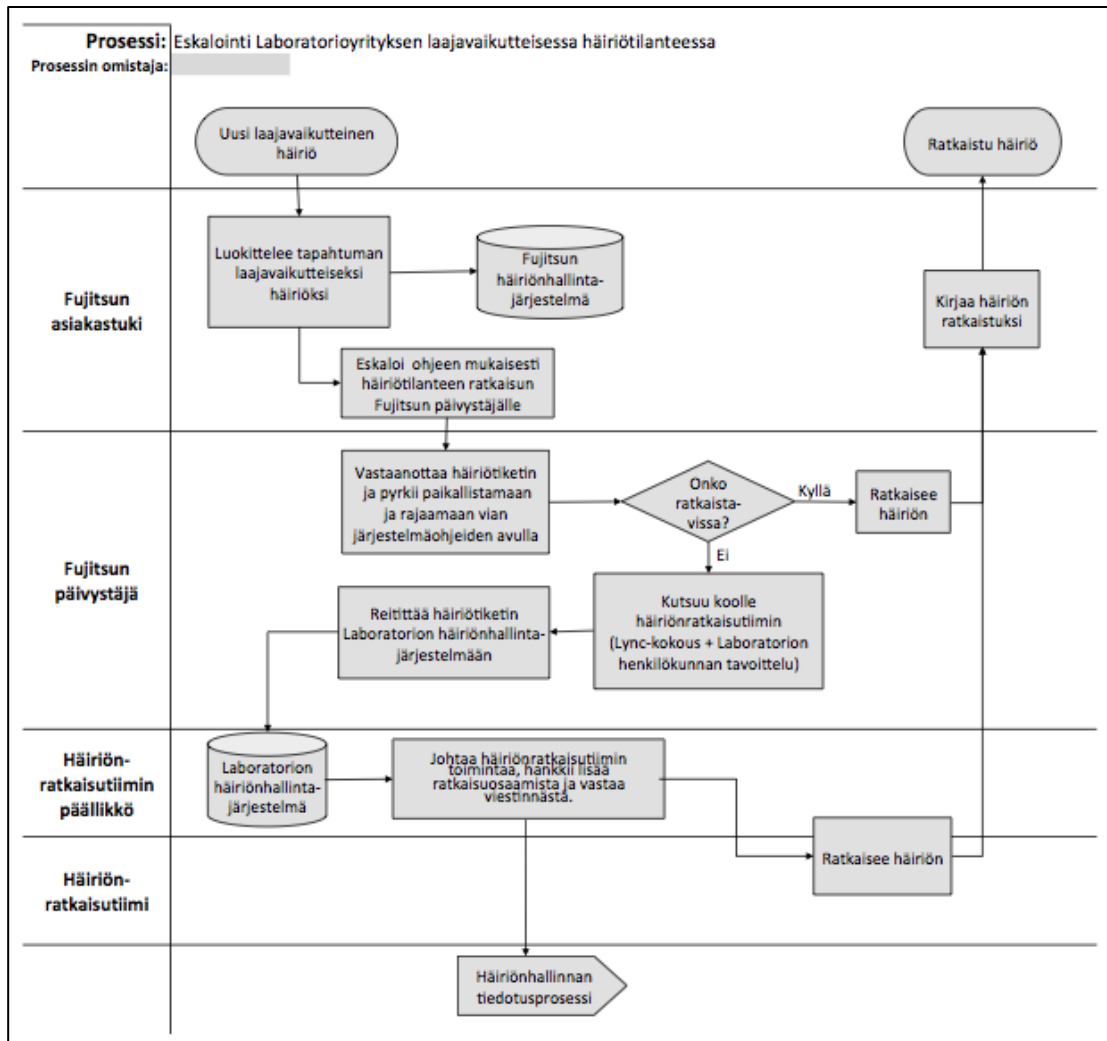 Prosessi: Eskalointi Laboratorioyrityksen laajavaikutteisessa häiriötilanteessa
Prosessin omistaja:
Uusi laajavaikutteinen
häiriö
Ratkaistu häiriö
Fujitsun
asiakastuki
Luokittelee tapahtuman
laajavaikutteiseksi
häiriöksi
Fujitsun
häiriönhallinta-
järjestelmä
Kirjaa häiriön
ratkaistuksi
Eskaloi ohjeen mukaisesti
häiriötilanteen ratkaisun
Fujitsun päivystäjälle
Fujitsun
päivystäjä
Vastaanottaa häiriötiketin
ja pyrkii paikallistamaan
ja rajaamaan vian
järjestelmäohjeiden avulla
Onko
ratkaista-
vissa?
Kyllä
Ratkaisee
häiriön
Ei
Kutsuu koolle
häiriönratkaisutiimin
(Lync-kokous + Laboratorion
henkilökunnan tavoittelu)
Reitittää häiriötiketin
Laboratorion häiriönhallinta-
järjestelmään
Häiriön-
ratkaisutiimin
päällikkö
Laboratorion
häiriönhallinta-
järjestelmä
Johtaa häiriönratkaisutiimin
toimintaa, hankkii lisää
ratkaisuosaamista ja vastaa
viestinnästä.
Häiriön-
ratkaisutiimi
Ratkaisee häiriön
Häiriönhallinnan
tiedotusprosessi